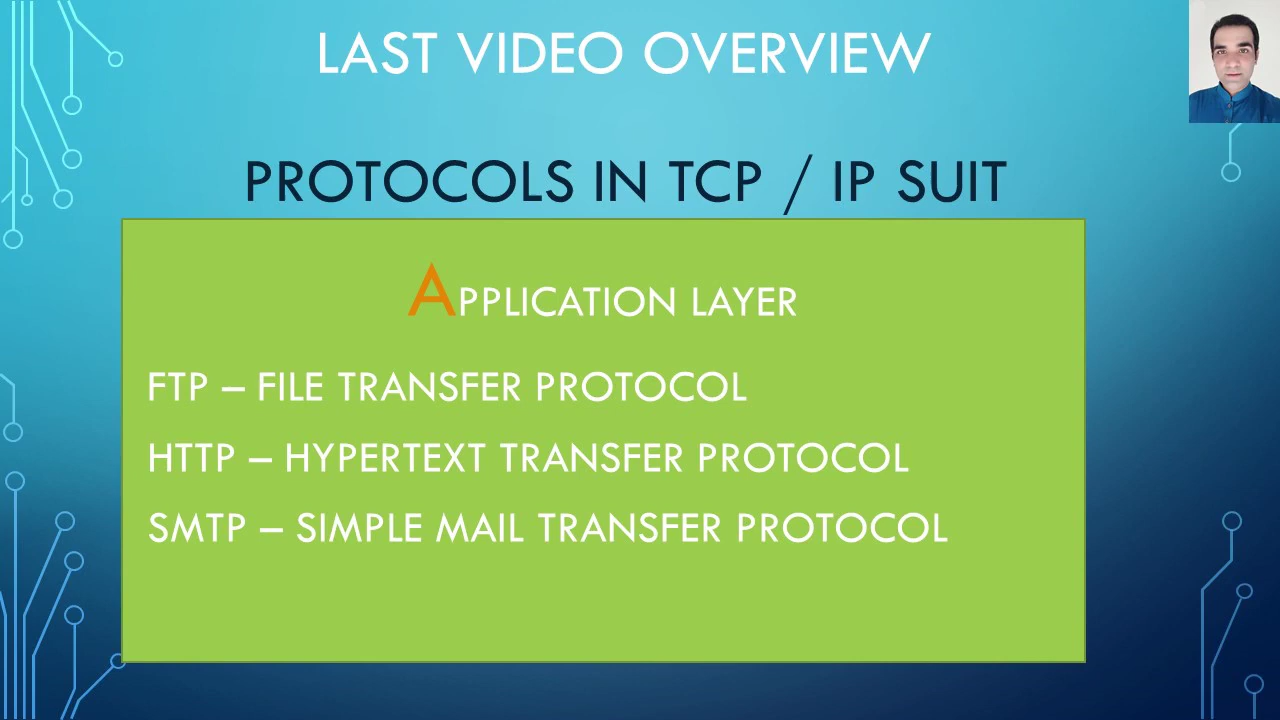 LAST VIDEO OVERVIEW
PROTOCOLS IN TCP / IP SUIT
APPLICATION LAYER
FTP – FILE TRANSFER PROTOCOL
HTTP – HYPERTEXT TRANSFER PROTOCOL
SMTP – SIMPLE MAIL TRANSFER PROTOCOL